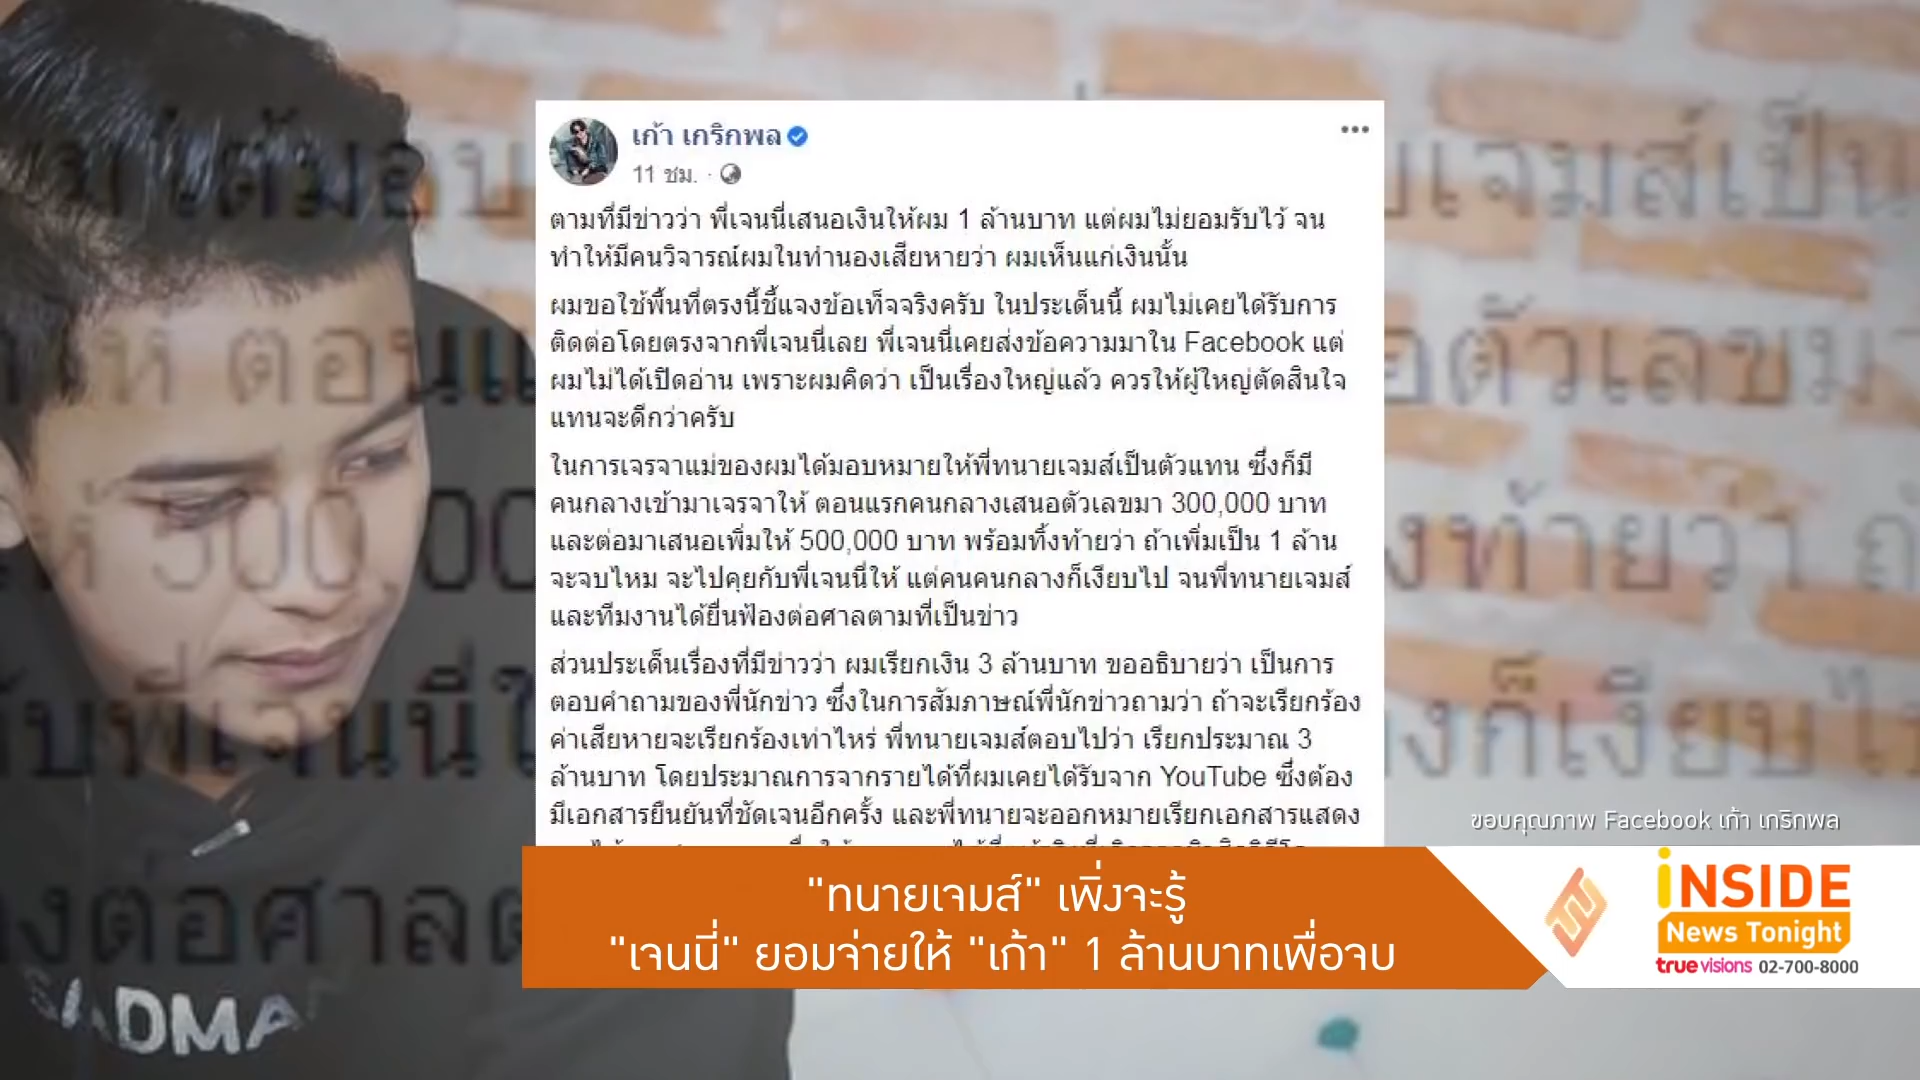 เก้า เกริกพล
11 ชม.
ตามที่มีข่าวว่า พี่เจนนี่เสนอเงินให้ผม 1 ล้านบาท แต่ผมไม่ยอมรับไว้ จน
ทำให้มีคนวิจารณ์ผมในทำนองเสียหายว่า ผมเห็นแก่เงินนั้น
ผมขอใช้พื้นที่ตรงนี้ชี้แจงข้อเท็จจริงครับ ในประเด็นนี้ ผมไม่เคยได้รับการ
ติดต่อโดยตรงจากพี่เจนนี่เลย พี่เจนนี่เคยส่งข้อความมาใน Facebook แต่
ผมไม่ได้เปิดอ่าน เพราะผมคิดว่า เป็นเรื่องใหญ่แล้ว ควรให้ผู้ใหญ่ตัดสินใจ
แทนจะดีกว่าครับ
ในการเจรจาแม่ของผมได้มอบหมายให้พี่ทนายเจมส์เป็นตัวแทน ซึ่งก็มี
คนกลางเข้ามาเจรจาให้ ตอนแรกคนกลางเสนอตัวเลขมา 300,000 บาท
และต่อมาเสนอเพิ่มให้ 500,000 บาท พร้อมทิ้งท้ายว่า ถ้าเพิ่มเป็น 1 ล้าน
จะจบไหม จะไปคุยกับพี่เจนนี่ให้ แต่คนคนกลางก็เงียบไป จนพี่ทนายเจมส์
และทีมงานได้ยื่นฟ้องต่อศาลตามที่เป็นข่าว
ส่วนประเด็นเรื่องที่มีข่าวว่า ผมเรียกเงิน 3 ล้านบาท ขออธิบายว่า เป็นการ
ตอบคำถามของพี่นักข่าว ซึ่งในการสัมภาษณ์พี่นักข่าวถามว่า ถ้าจะเรียกร้อง
ค่าเสียหายจะเรียกร้องเท่าไหร่ พี่ทนายเจมส์ตอบไปว่า เรียกประมาณ 3
ล้านบาท โดยประมาณการจากรายได้ที่ผมเคยได้รับจาก YouTube ซึ่งต้อง
มีเอกสารยืนยันที่ชัดเจนอีกครั้ง และพี่ทนายจะออกหมายเรียกเอกสารแสดง
ขอบคุณภาพ Facebook เก้า เกริกพล
"ทนายเจมส์" เพิ่งจะรู้
"เจนนี่" ยอมจ่ายให้ "เก้า" 1 ล้านบาทเพื่อจบ
iNSIDE
News Tonight
truevisions 02-700-8000